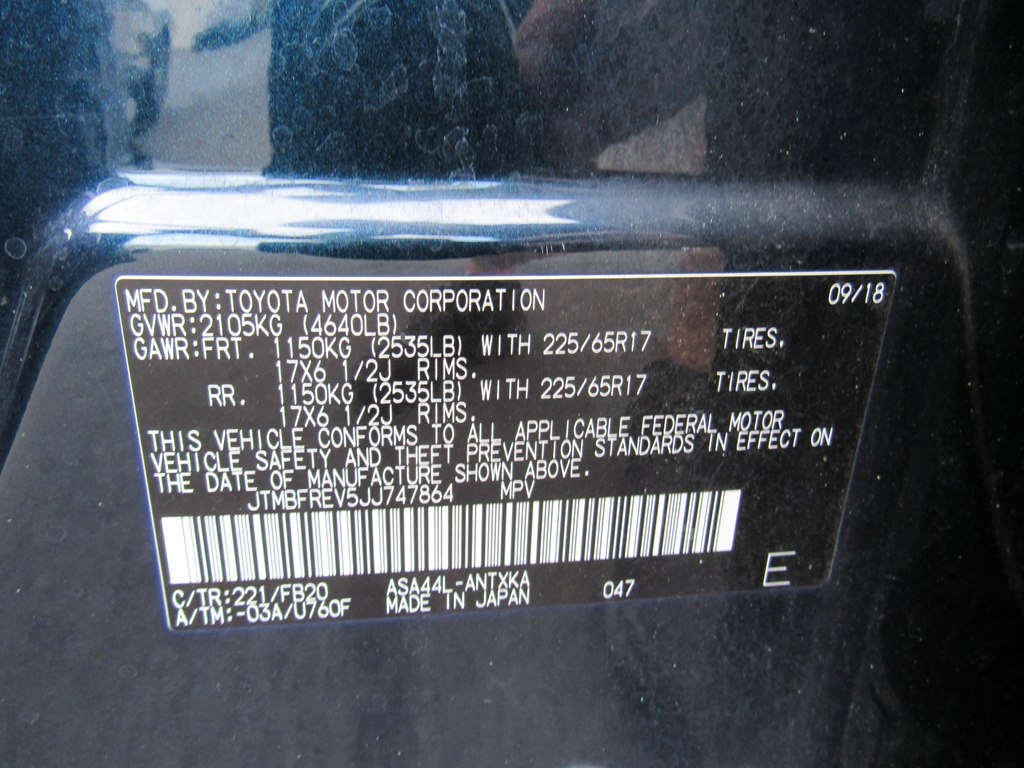 MFD.BY:TOYOTA MOTOR CORPORATION 09/18
GVWR:2105KG (4640LB)
GAWR:FRT. 1150KG (2535LB) WITH 225/65R17 TIRES.
17X6 1/2J RIMS.
RR. 1150KG (2535LB) WITH 225/65R17 TIRES.
17X6 1/2J RIMS.
THIS VEHICLE CONFORMS TO ALL APPLICABLE FEDERAL MOTOR
VEHICLE SAFETY AND THEFT PREVENTION STANDARDS IN EFFECT ON
THE DATE OF MANUFACTURE SHOWN ABOVE.
JTMBFREV5JJ747864 MPV
C/TR:221/FB20 ASA44L-ANTXKA 047 E
A/TM:-03A/U760F MADE IN JAPAN